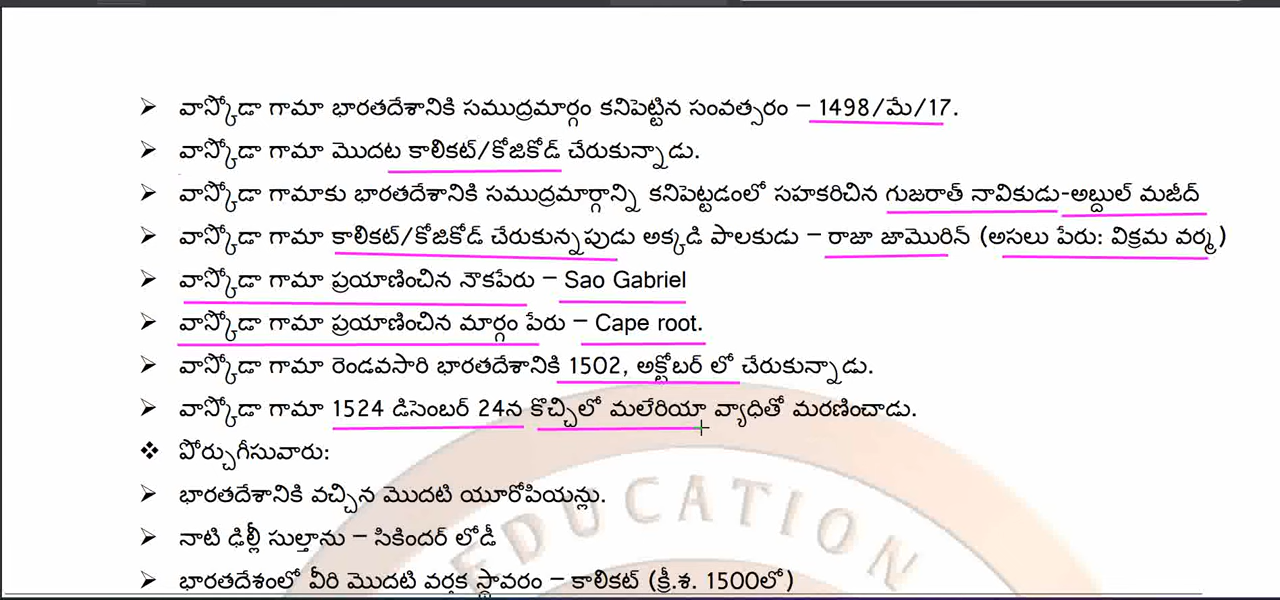 ➢ వాస్కోడా గామా భారతదేశానికి సముద్రమార్గం కనిపెట్టిన సంవత్సరం – 1498/మే/17.
➢ వాస్కోడా గామా మొదట కాలికట్/కోజికోడ్ చేరుకున్నాడు.
➢ వాస్కోడా గామాకు భారతదేశానికి సముద్రమార్గాన్ని కనిపెట్టడంలో సహకరించిన గుజరాత్ నావికుడు-అబ్దుల్ మజీద్
➢ వాస్కోడా గామా కాలికట్/కోజికోడ్ చేరుకున్నపుడు అక్కడి పాలకుడు – రాజా జామొరిన్ (అసలు పేరు: విక్రమ వర్మ)
➢ వాస్కోడా గామా ప్రయాణించిన నౌకపేరు – Sao Gabriel
➢ వాస్కోడా గామా ప్రయాణించిన మార్గం పేరు – Cape root.
➢ వాస్కోడా గామా రెండవసారి భారతదేశానికి 1502, అక్టోబర్ లో చేరుకున్నాడు.
➢ వాస్కోడా గామా 1524 డిసెంబర్ 24న కొచ్చిలో మలేరియా వ్యాధితో మరణించాడు.
❖ పోర్చుగీసువారు:
➢ భారతదేశానికి వచ్చిన మొదటి యూరోపియన్లు.
➢ నాటి ఢిల్లీ సుల్తాను – సికిందర్ లోడీ
➢ భారతదేశంలో వీరి మొదటి వర్తక స్థావరం – కాలికట్ (క్రీ.శ. 1500లో)
EDUCATION